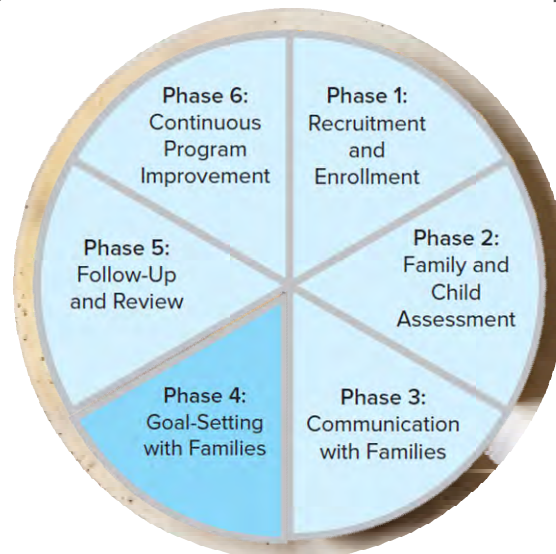 Phase 1:
Recruitment
and
Enrollment
Phase 2:
Family and
Child
Assessment
Phase 3:
Communication
with Families
Phase 4:
Goal-Setting
with Families
Phase 5:
Follow-Up
and Review
Phase 6:
Continuous
Program
Improvement